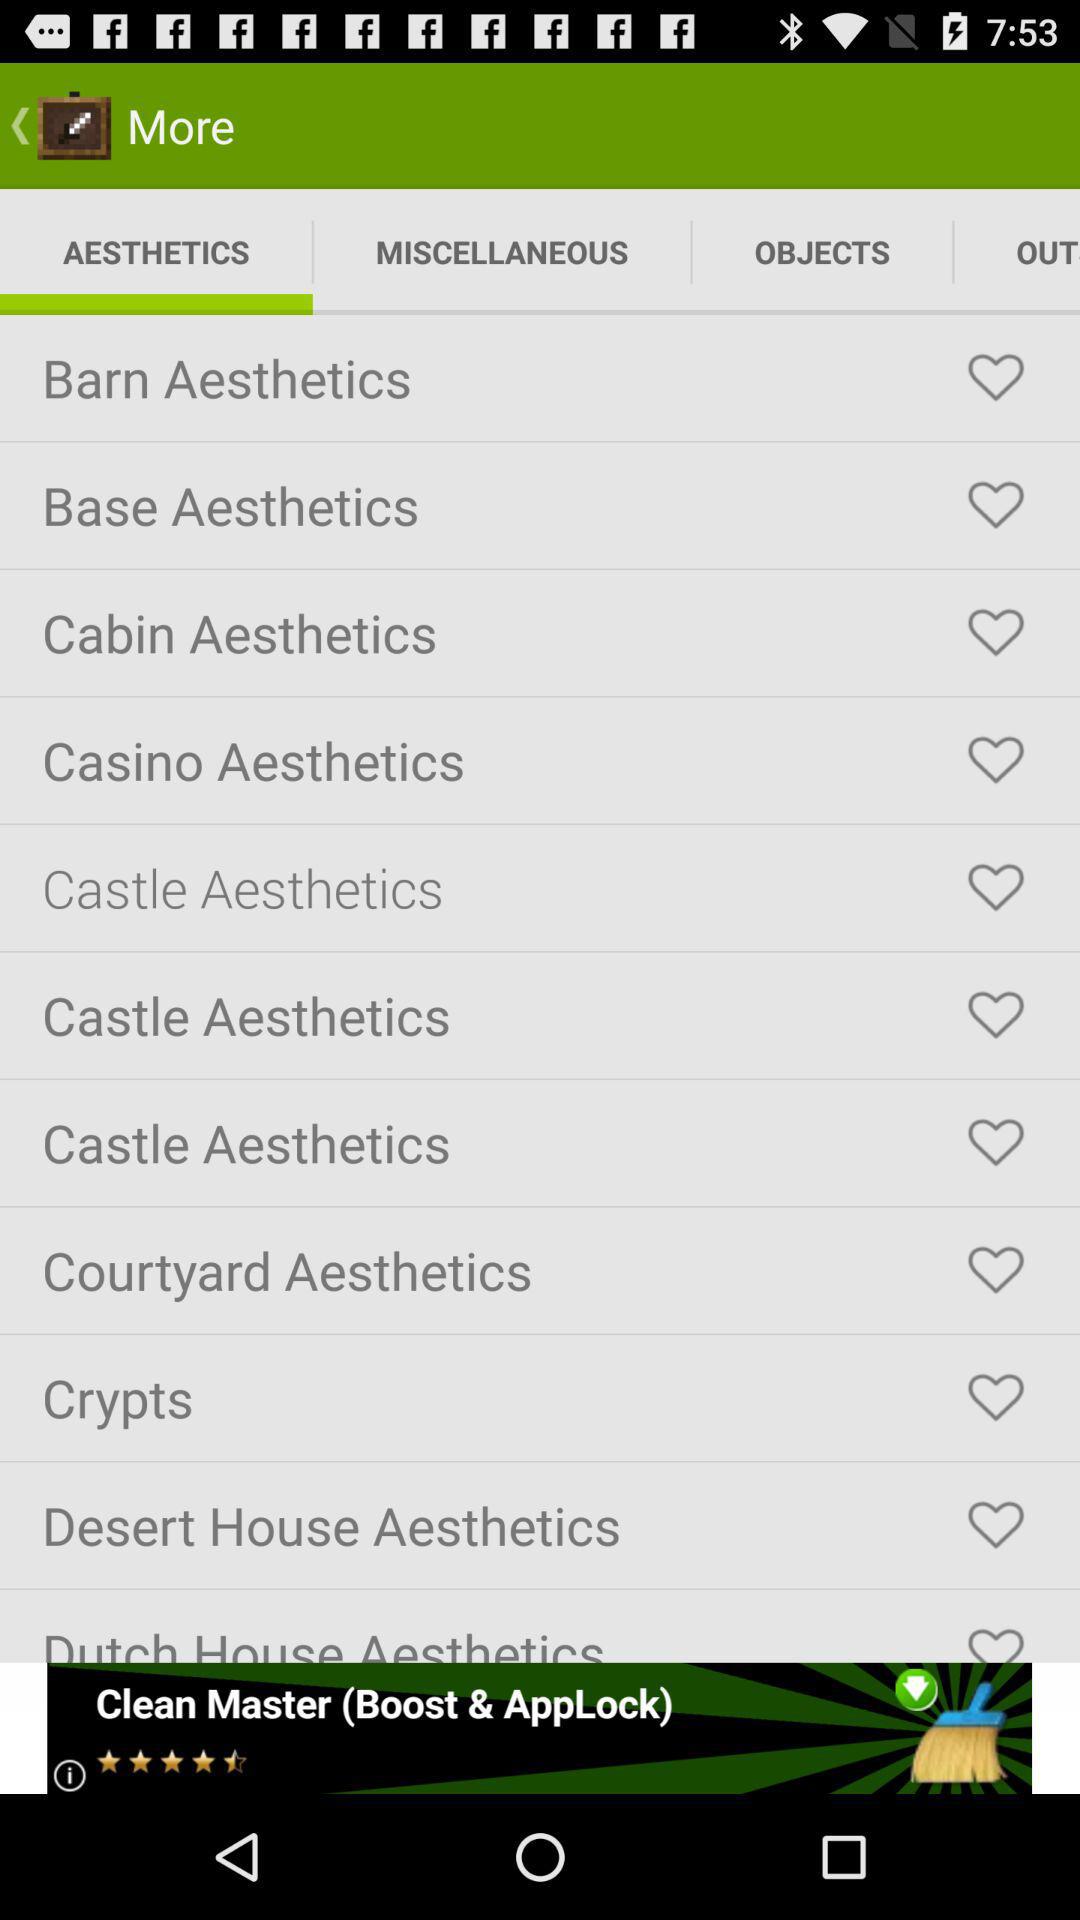 7:53
More
AESTHETICS
MISCELLANEOUS
OBJECTS
OUT
Barn Aesthetics
Base Aesthetics
Cabin Aesthetics
Casino Aesthetics
Castle Aesthetics
Castle Aesthetics
Castle Aesthetics
Courtyard Aesthetics
Crypts
Desert House Aesthetics
Dutch House Aesthetics
Clean Master (Boost & AppLock)